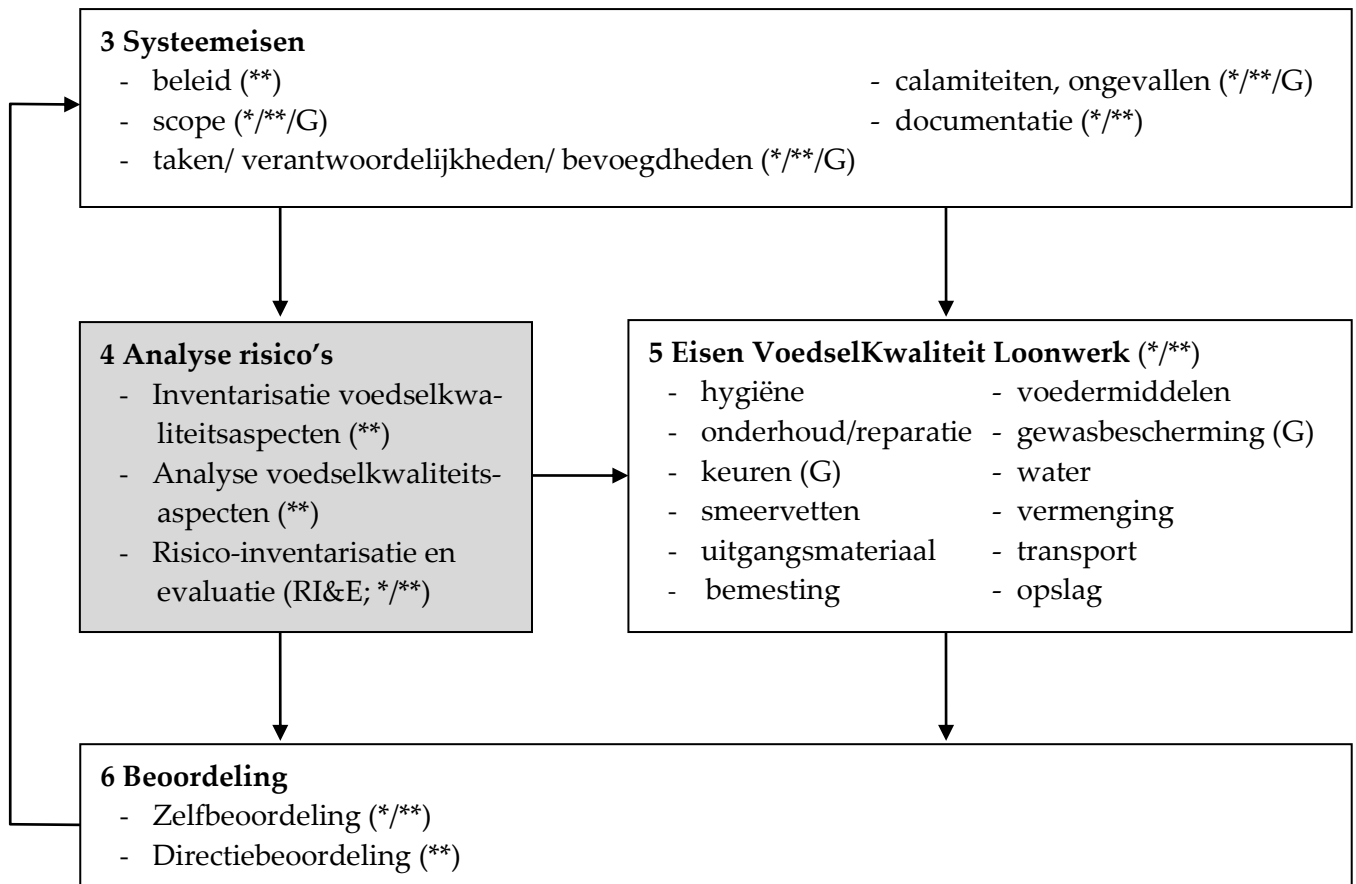 3 Systeemeisen
- beleid (**)
- scope (*/**/G)
- taken/ verantwoordelijkheden/ bevoegdheden (*/**/G)
- calamiteiten, ongevallen (*/**/G)
- documentatie (*/**)
4 Analyse risico’s
- Inventarisatie voedselkwa-
liteitsaspecten (**)
- Analyse voedselkwaliteits-
aspecten (**)
- Risico-inventarisatie en
evaluatie (RI&E; */**)
5 Eisen VoedselKwaliteit Loonwerk (*/**)
- hygiëne
- onderhoud/reparatie
- keuren (G)
- smeervetten
- uitgangsmateriaal
- bemesting
- voedermiddelen
- gewasbescherming (G)
- water
- vermenging
- transport
- opslag
6 Beoordeling
- Zelfbeoordeling (*/**)
- Directiebeoordeling (**)